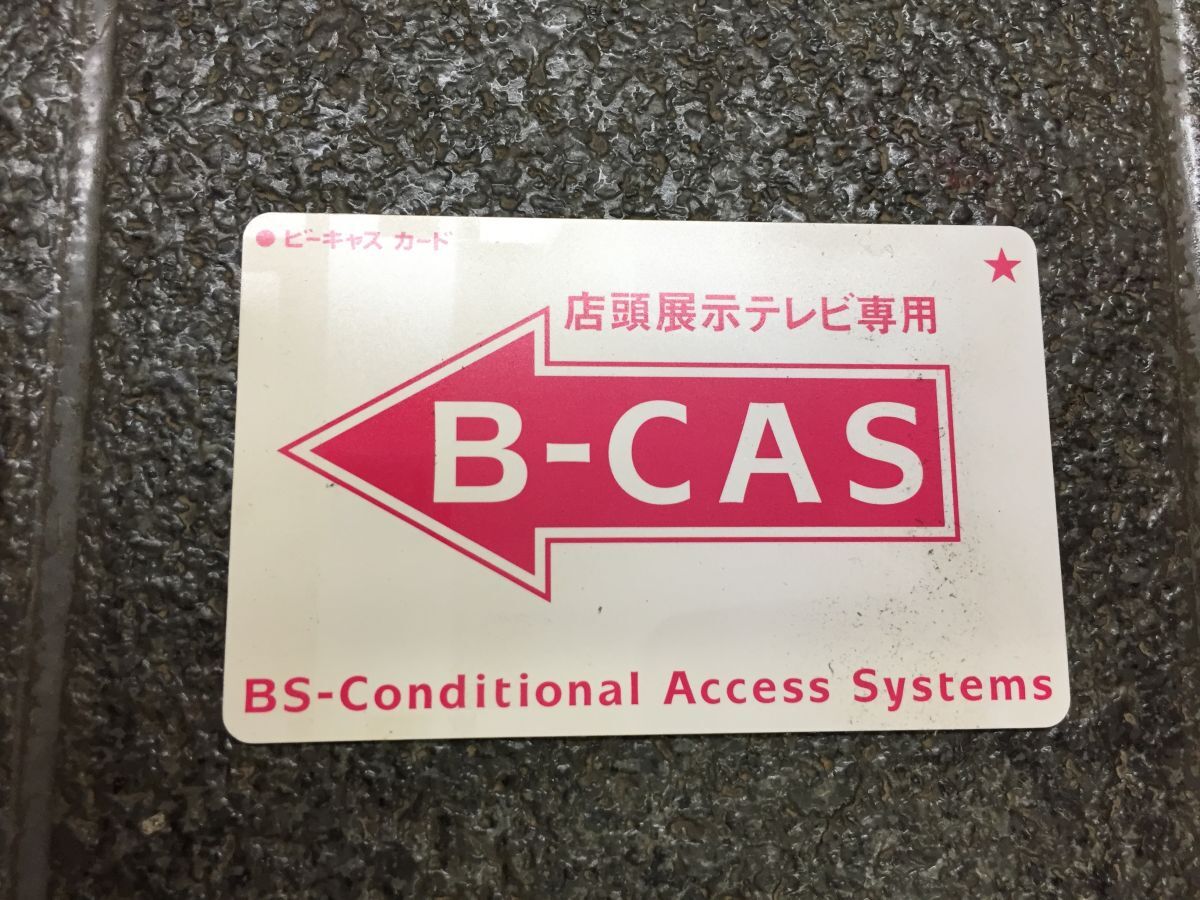 ● ビーキャス カード
★
店頭展示テレビ専用
B-CAS
BS-Conditional Access Systems